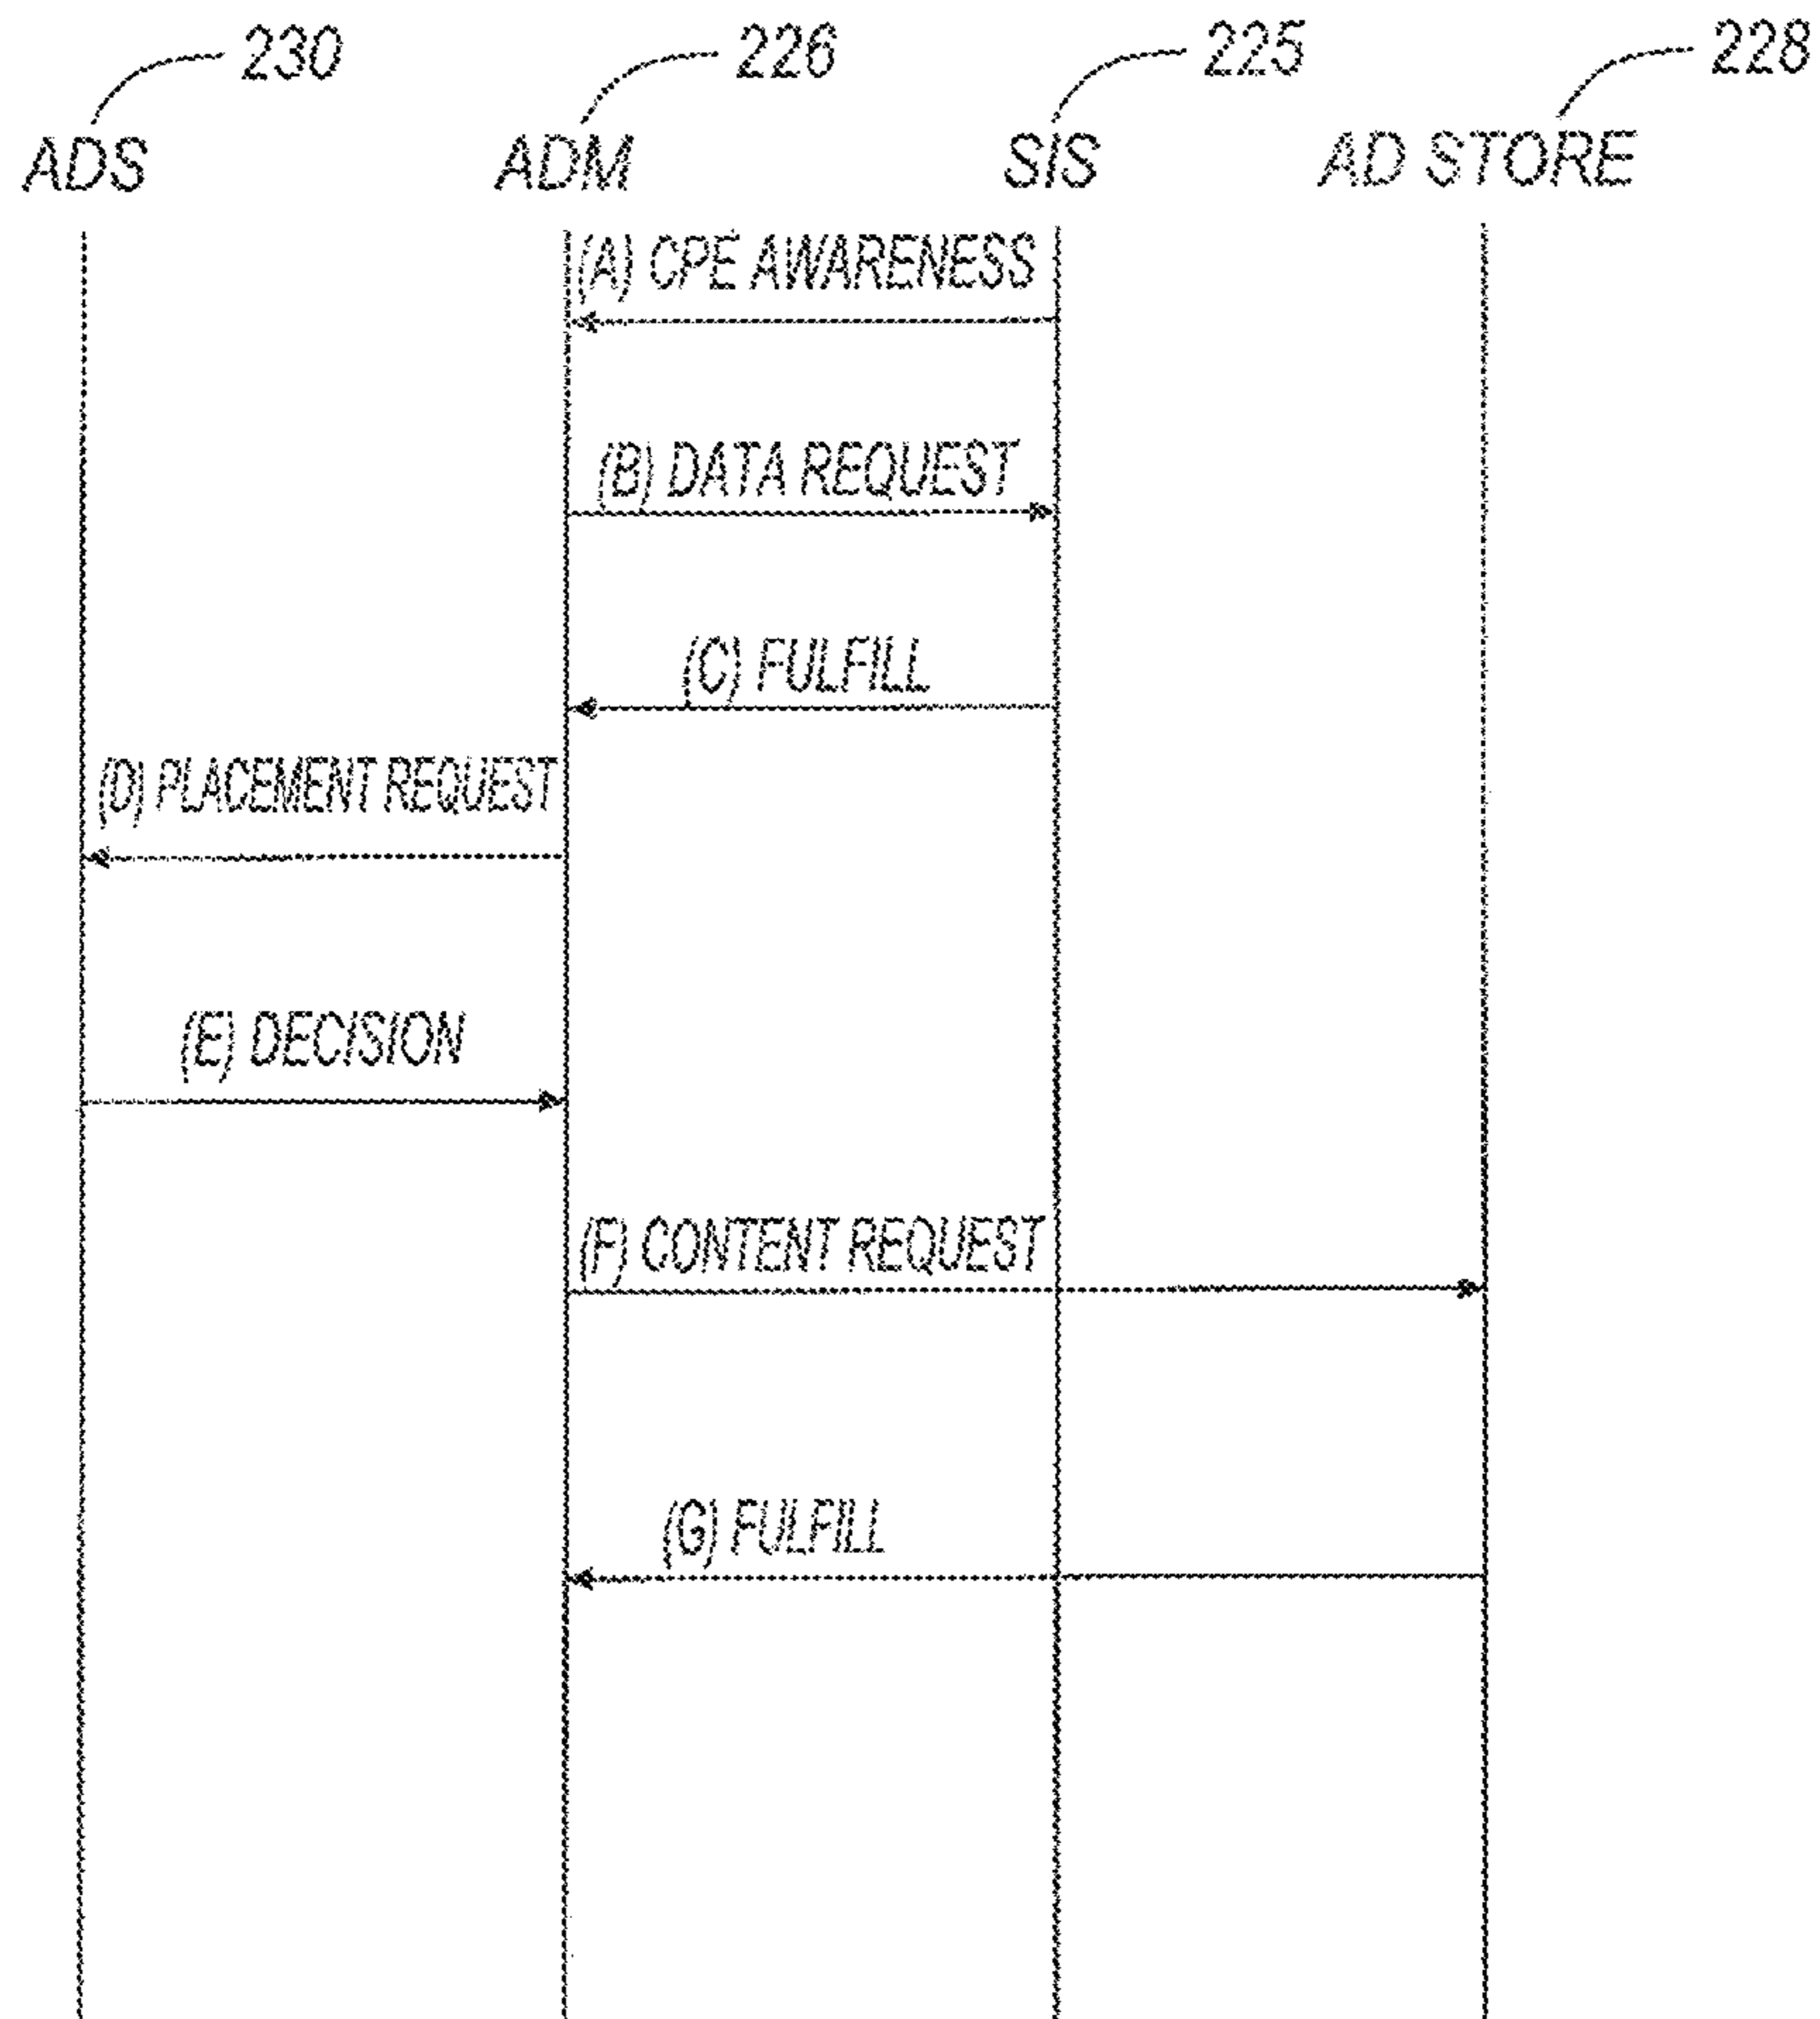 230 226 225 228
ADS ADM SIS AD STORE
(A) CPE AWARENESS
(B) DATA REQUEST
(C) FULFILL
(D) PLACEMENT REQUEST
(E) DECISION
(F) CONTENT REQUEST
(G) FULFILL